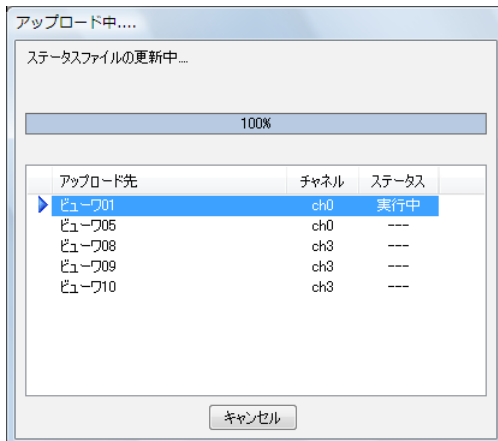 アップロード中....
ステータスファイルの更新中...
100%
アップロード先 チャネル ステータス
ビューワ01 ch0 実行中
ビューワ05 ch0 ---
ビューワ08 ch3 ---
ビューワ09 ch3 ---
ビューワ10 ch3 ---
キャンセル